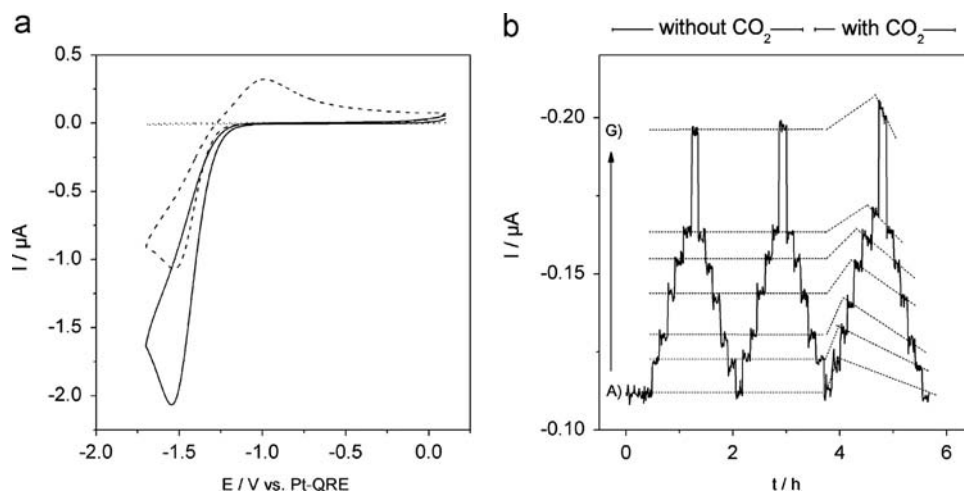 a
0.5
0.0
-0.5
-1.0
-1.5
-2.0
I / µA
-2.0 -1.5 -1.0 -0.5 0.0
E / V vs. Pt-QRE
b
without CO2 with CO2
-0.20
-0.15
-0.10
G)
A)
I / µA
0 2 4 6
t / h